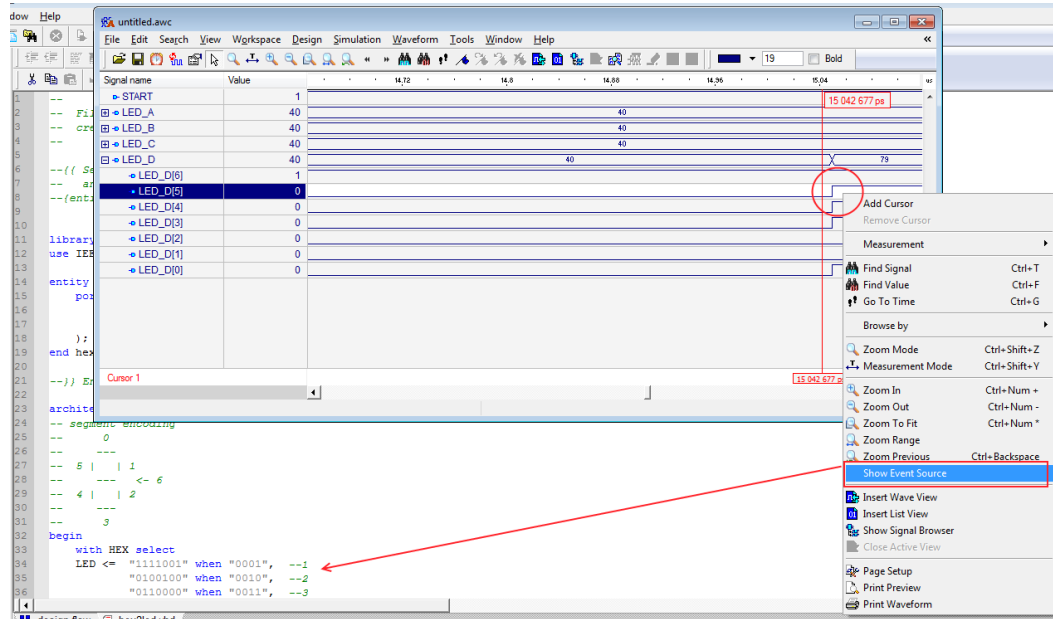 dow Help
untitled.awc
File Edit Search View Workspace Design Simulation Waveform Tools Window Help
19 Bold
Signal name Value 14,72 14,8 14,88 14,96 15,04 us
START 1
15 042 677 ps
LED_A 40 40
LED_B 40 40
LED_C 40 40
LED_D 40 40 79
LED_D[6] 1
LED_D[5] 0
LED_D[4] 0
LED_D[3] 0
LED_D[2] 0
LED_D[1] 0
LED_D[0] 0
Cursor 1
15 042 677 p
Add Cursor
Remove Cursor
Measurement
Find Signal Ctrl+T
Find Value Ctrl+F
Go To Time Ctrl+G
Browse by
Zoom Mode Ctrl+Shift+Z
Measurement Mode Ctrl+Shift+Y
Zoom In Ctrl+Num +
Zoom Out Ctrl+Num -
Zoom To Fit Ctrl+Num *
Zoom Range
Zoom Previous Ctrl+Backspace
Show Event Source
Insert Wave View
Insert List View
Show Signal Browser
Close Active View
Page Setup
Print Preview
Print Waveform
1 --
2 -- Fil
3 -- cre
4 --
5
6 --{{ Se
7 -- an
8 --{enti
9
10
11 library
12 use IEE
13
14 entity
15 por
16
17
18 );
19 end hex
20
21 --}} En
22
23 archite
24 -- segment encoding
25 -- 0
26 -- ---
27 -- 5 | | 1
28 -- --- <- 6
29 -- 4 | | 2
30 -- ---
31 -- 3
32 begin
33 with HEX select
34 LED <= "1111001" when "0001", --1
35 "0100100" when "0010", --2
36 "0110000" when "0011", --3